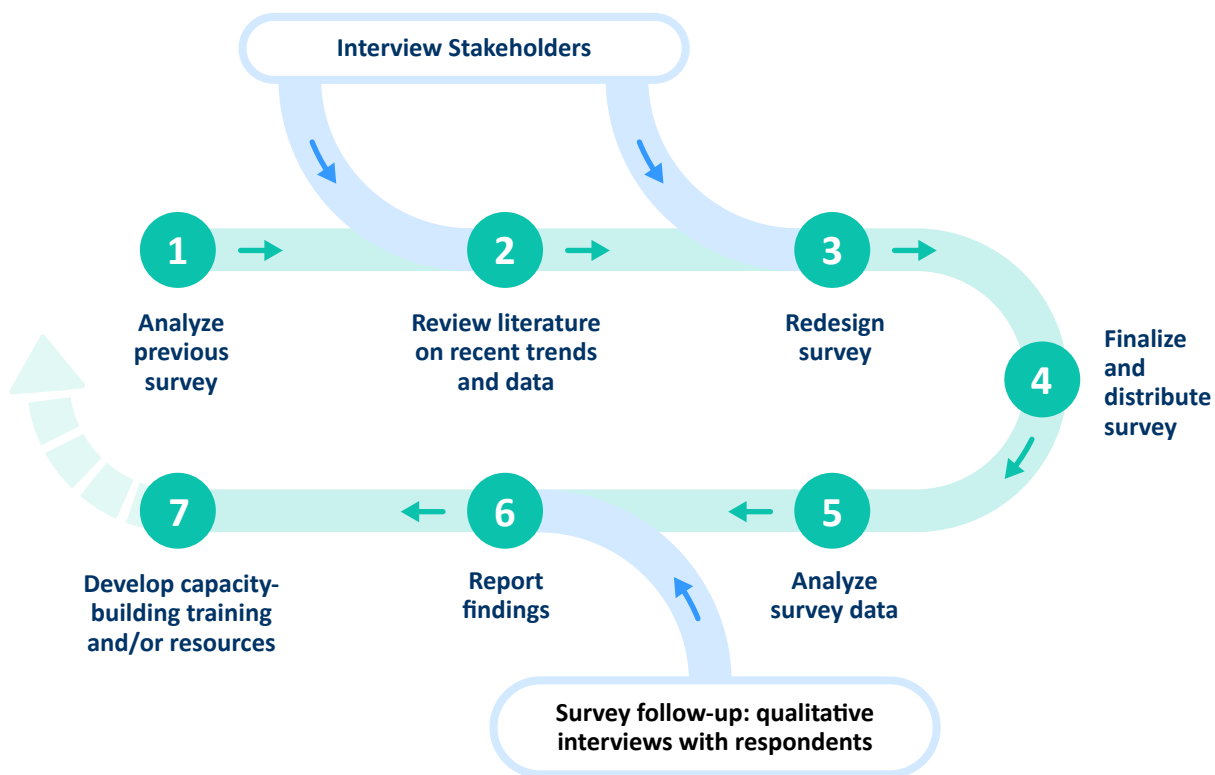 Interview Stakeholders
1
2
3
Analyze
previous
survey
Review literature
on recent trends
and data
Redesign
survey
4
Finalize
and
distribute
survey
7
6
5
Develop capacity-
building training
and/or resources
Report
findings
Analyze
survey data
Survey follow-up: qualitative
interviews with respondents